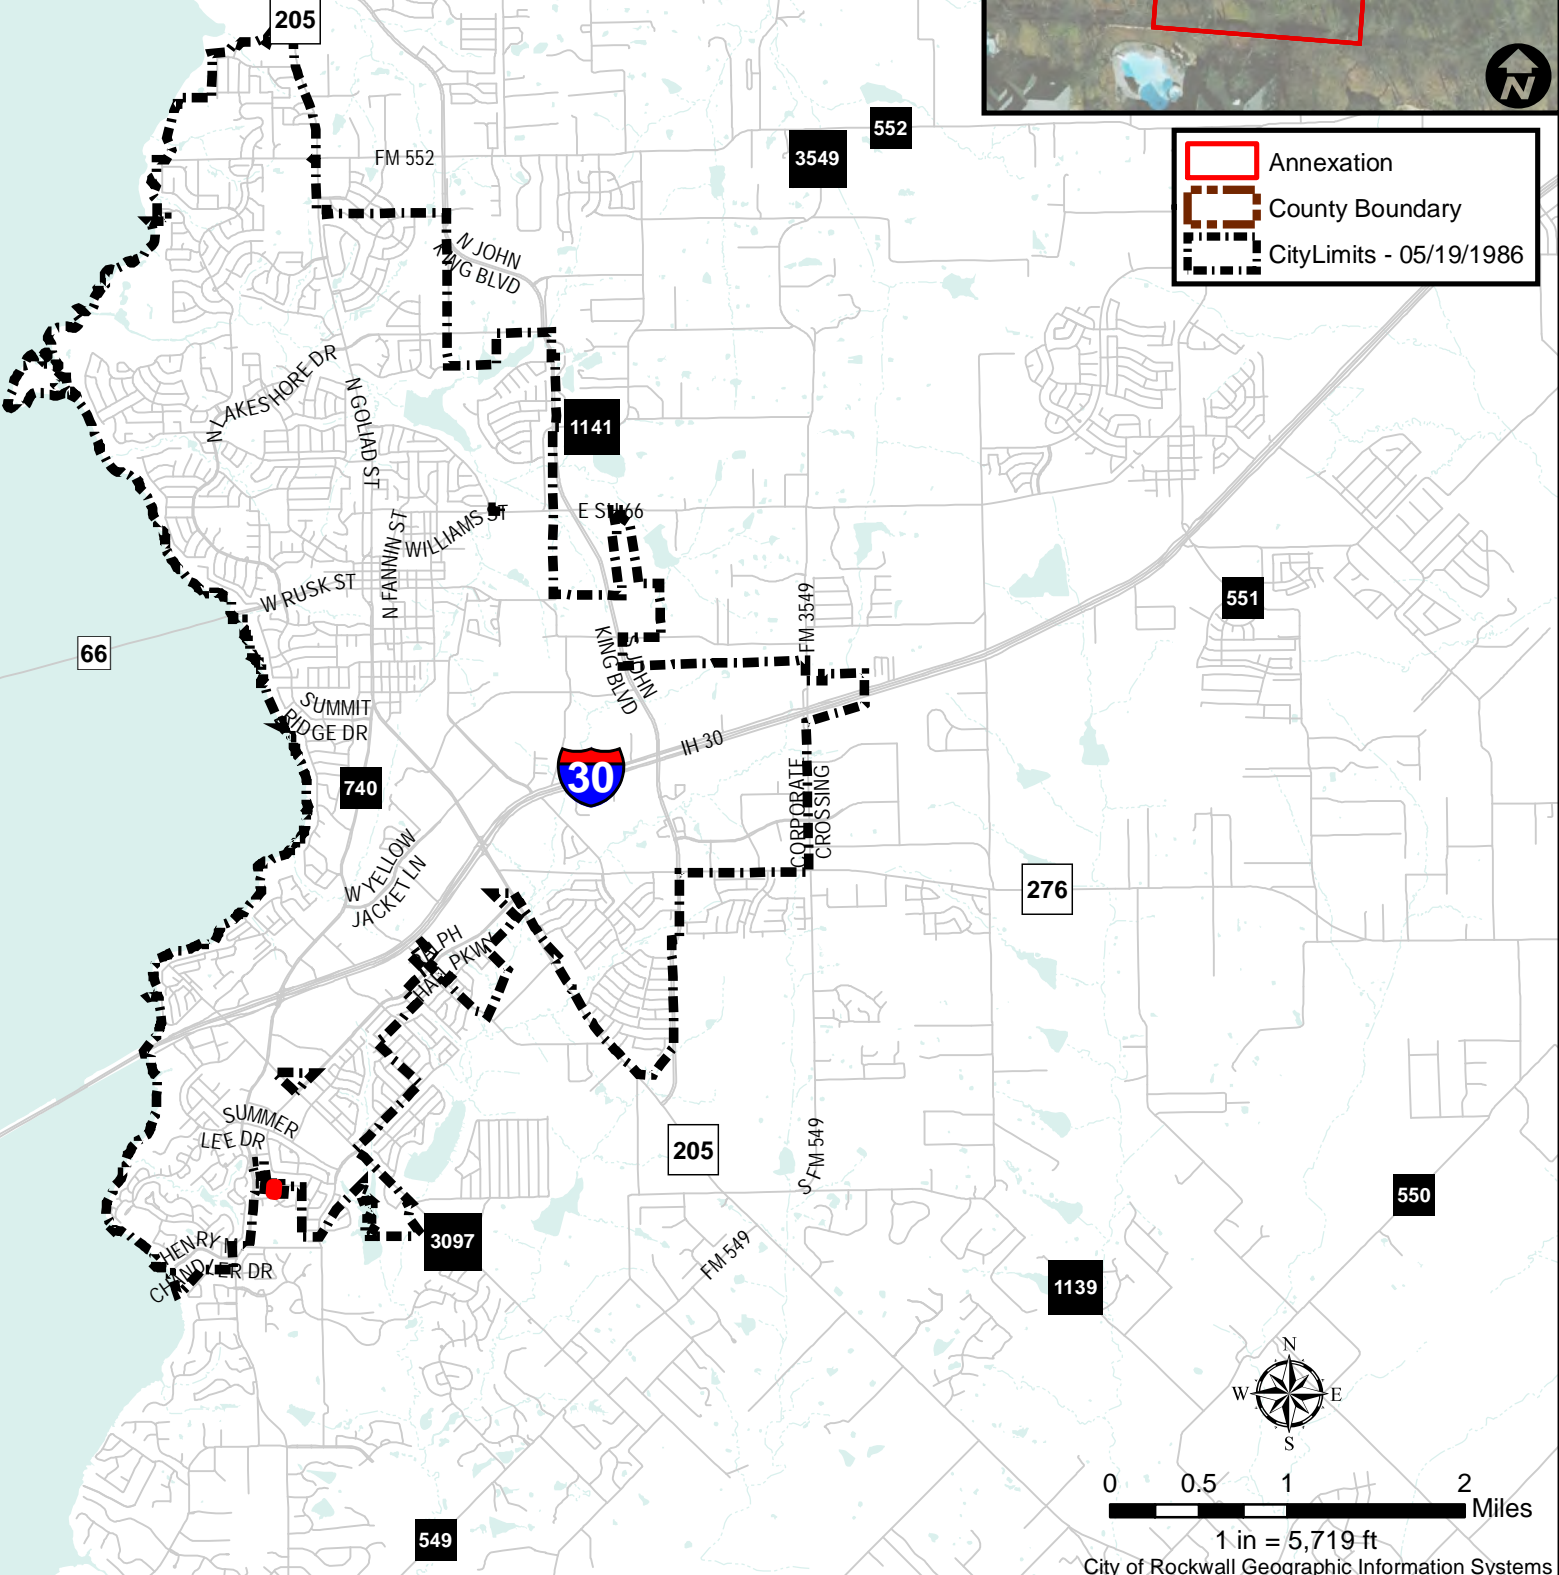 205
N
552
3549
FM 552
Annexation
County Boundary
CityLimits - 05/19/1986
N JOHN
KING BLVD
N LAKESHORE DR
N GOLIAD ST
1141
E SH 66
WILLIAMS ST
N FANNIN ST
W RUSK ST
FM 3549
551
66
S JOHN
KING BLVD
SUMMIT
RIDGE DR
IH 30
30
740
CORPORATE
CROSSING
W YELLOW
JACKET LN
276
RALPH
HALL PKWY
SUMMER
LEE DR
205
S FM 549
550
HENRY M
CHANDLER DR
3097
FM 549
1139
N
W
E
S
0 0.5 1 2
Miles
1 in = 5,719 ft
City of Rockwall Geographic Information Systems
549